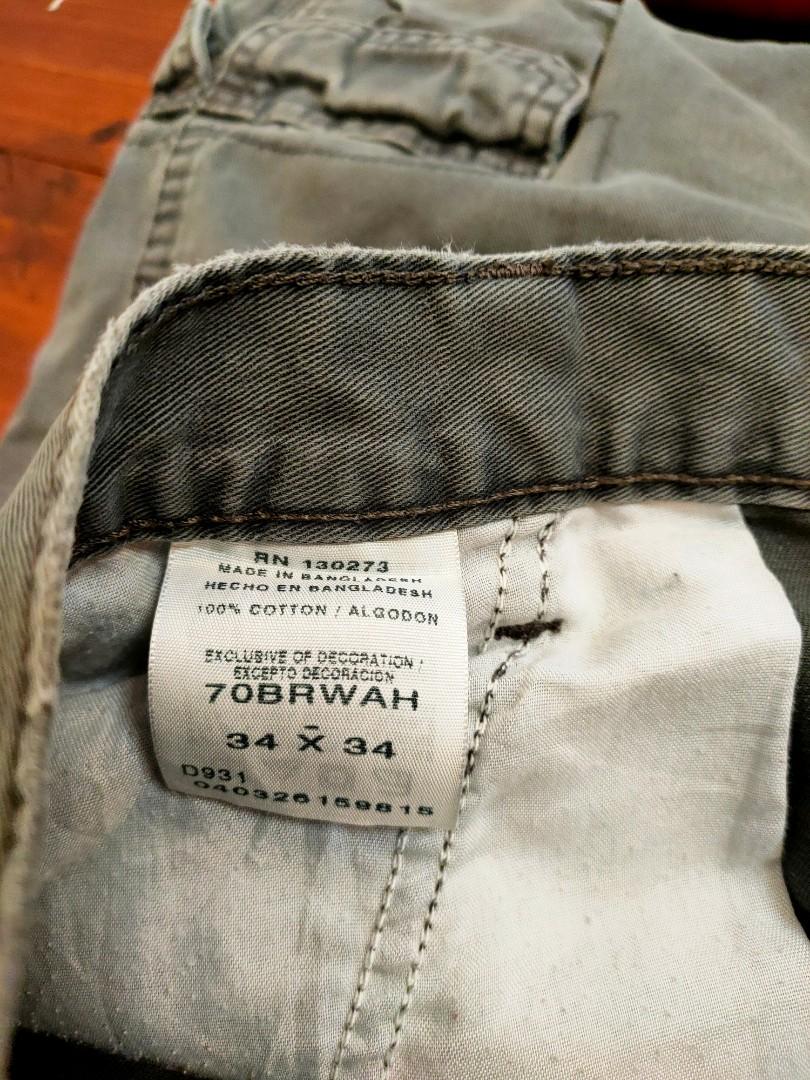 RN 130273
MADE IN BANGLADESH
HECHO EN BANGLADESH
100% COTTON / ALGODON
EXCLUSIVE OF DECORATION /
EXCEPTO DECORACIÓN
70BRWAH
34 X 34
D931
040326159815